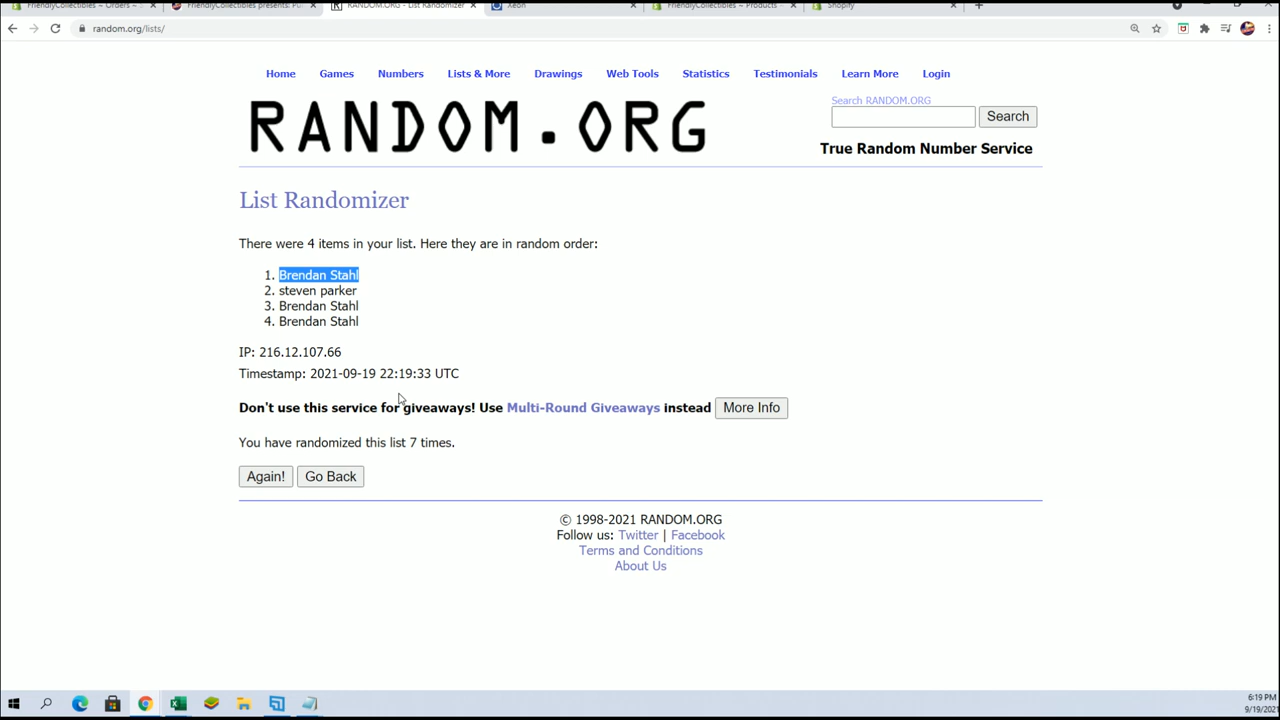 FriendlyCollectibles ~ Orders ~ S
FriendlyCollectibles presents: Pu
RANDOM.ORG - List Randomizer
Xeon
FriendlyCollectibles ~ Products ~
Shopify
random.org/lists/
Home Games Numbers Lists & More Drawings Web Tools Statistics Testimonials Learn More Login
RANDOM.ORG
Search RANDOM.ORG
Search
True Random Number Service
List Randomizer
There were 4 items in your list. Here they are in random order:
1. Brendan Stahl
2. steven parker
3. Brendan Stahl
4. Brendan Stahl
IP: 216.12.107.66
Timestamp: 2021-09-19 22:19:33 UTC
Don't use this service for giveaways! Use Multi-Round Giveaways instead More Info
You have randomized this list 7 times.
Again! Go Back
© 1998-2021 RANDOM.ORG
Follow us: Twitter | Facebook
Terms and Conditions
About Us
6:19 PM
9/19/2021